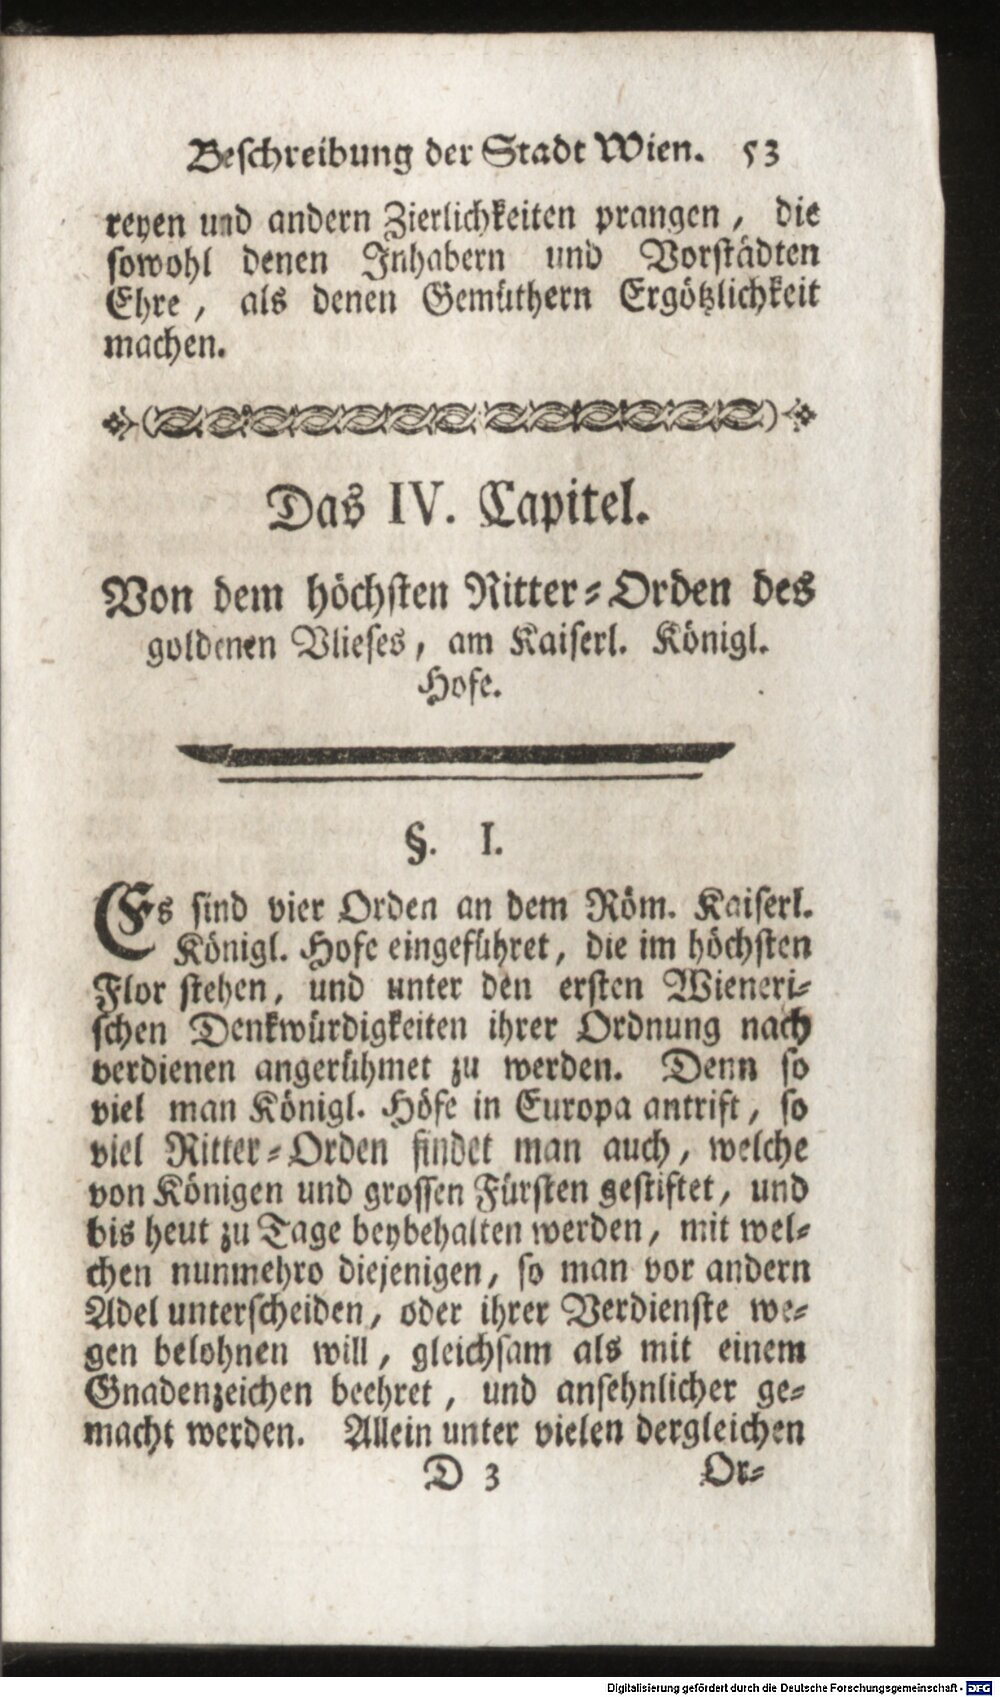 Beschreibung der Stadt Wien. 53
reyen und andern Zierlichkeiten prangen, die
sowohl denen Inhabern und Vorstädten
Ehre, als denen Gemüthern Ergötzlichkeit
machen.
Das IV. Capitel.
Von dem höchsten Ritter-Orden des
goldenen Vlieses, am Kaiserl. Königl.
Hofe.
§. I.
Es sind vier Orden an dem Röm. Kaiserl.
Königl. Hofe eingeführet, die im höchsten
Flor stehen, und unter den ersten Wieneri-
schen Denkwürdigkeiten ihrer Ordnung nach
verdienen angerühmet zu werden. Denn so
viel man Königl. Höfe in Europa antrift, so
viel Ritter-Orden findet man auch, welche
von Königen und grossen Fürsten gestiftet, und
bis heut zu Tage beybehalten werden, mit wel-
chen nunmehro diejenigen, so man vor andern
Adel unterscheiden, oder ihrer Verdienste we-
gen belohnen will, gleichsam als mit einem
Gnadenzeichen beehret, und ansehnlicher ge-
macht werden. Allein unter vielen dergleichen
D 3 Or-
Digitalisierung gefördert durch die Deutsche Forschungsgemeinschaft - DFG